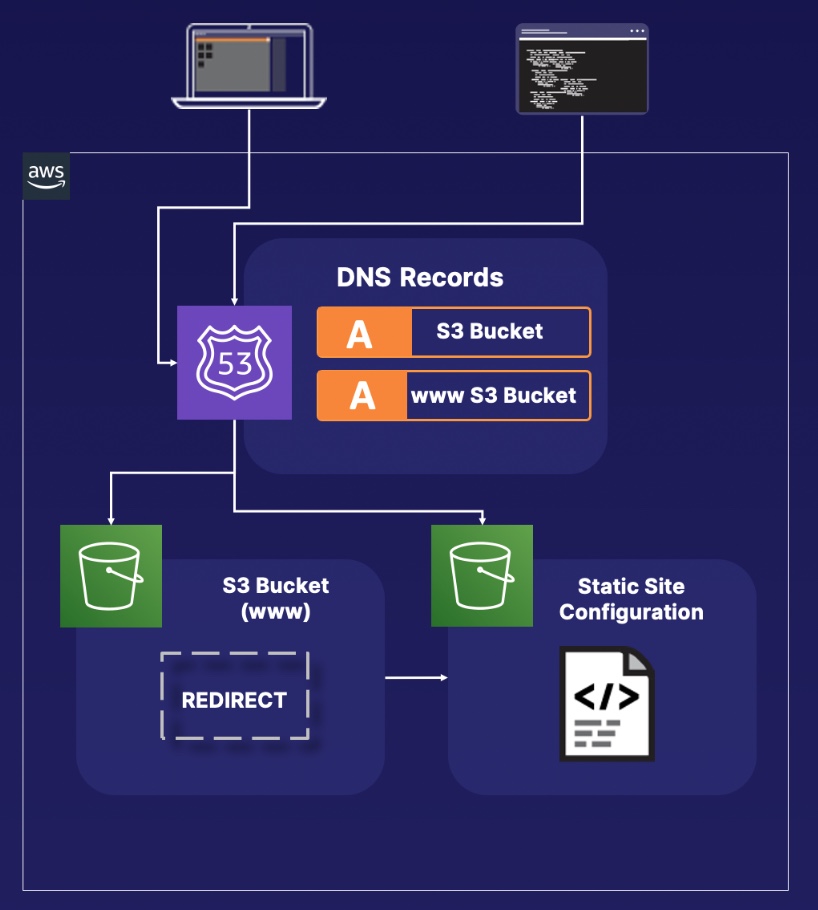 aws
DNS Records
A S3 Bucket
A www S3 Bucket
53
S3 Bucket
(www)
REDIRECT
Static Site
Configuration
</>